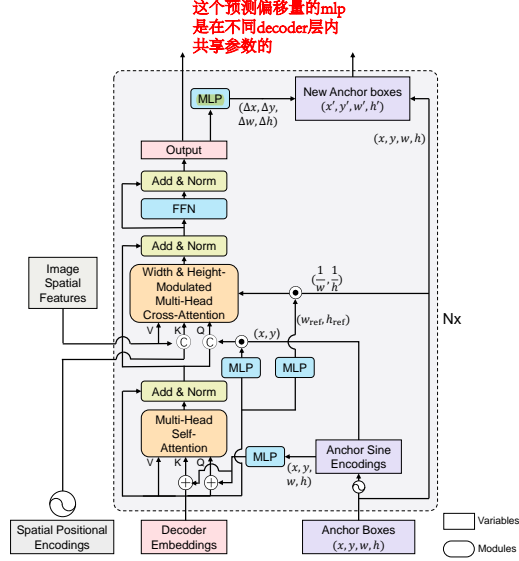 这个预测偏移量的mlp
是在不同decoder层内
共享参数的
New Anchor boxes
(x′, y′, w′, h′)
MLP
(Δx, Δy,
Δw, Δh)
(x, y, w, h)
Output
Add & Norm
FFN
Add & Norm
Image
Spatial
Features
Width & Height-
Modulated
Multi-Head
Cross-Attention
(1/w, 1/h)
Nx
(w_ref, h_ref)
V K Q
(x, y)
C C
MLP MLP
Add & Norm
Multi-Head
Self-
Attention
V K Q
MLP
(x, y,
w, h)
Anchor Sine
Encodings
Spatial Positional
Encodings
Decoder
Embeddings
Anchor Boxes
(x, y, w, h)
Variables
Modules